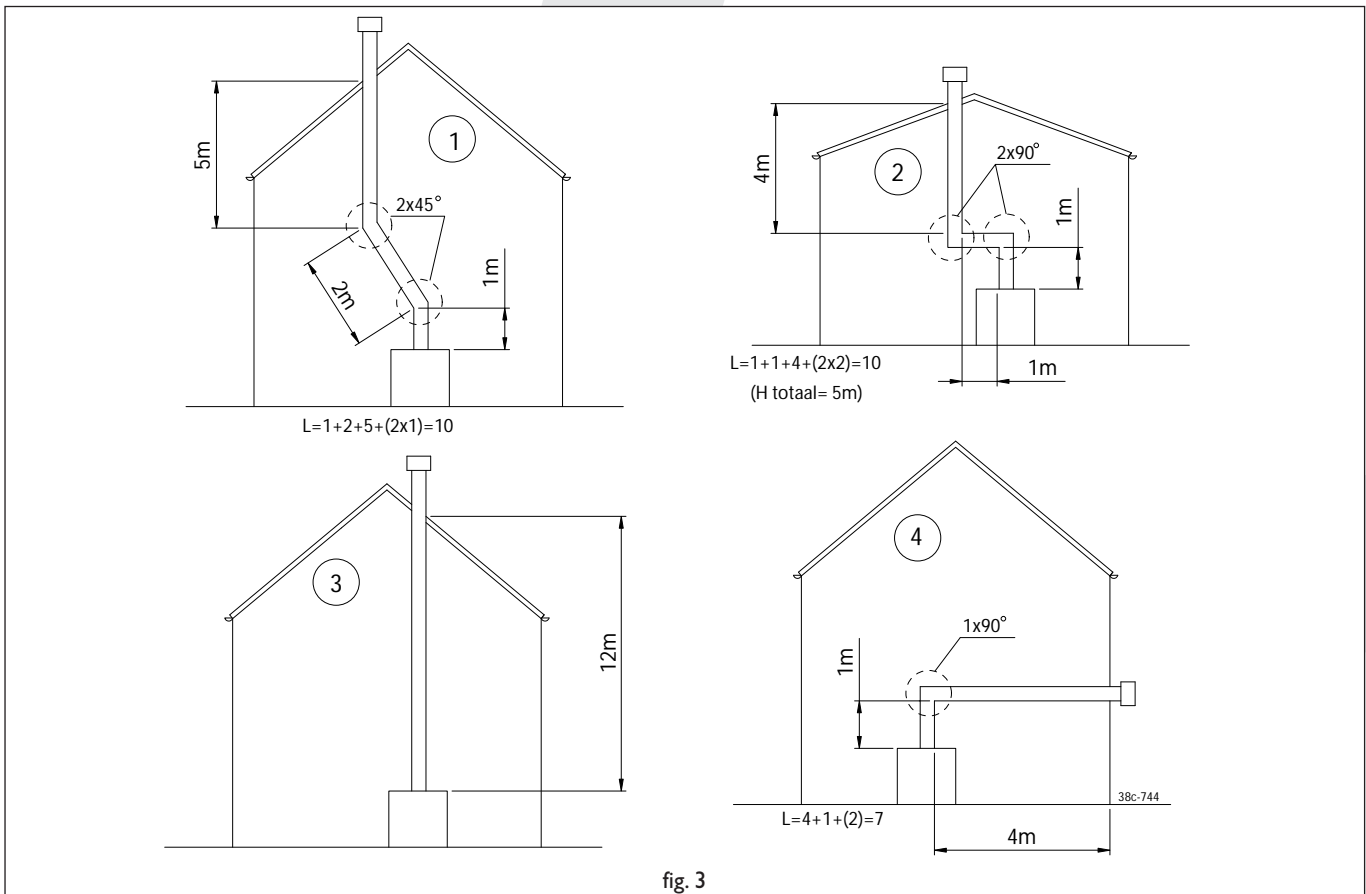 1
5m
2x45°
2m
1m
L=1+2+5+(2x1)=10
2
4m
2x90°
1m
L=1+1+4+(2x2)=10
(H totaal= 5m)
1m
3
12m
4
1x90°
1m
38c-744
L=4+1+(2)=7
4m
fig. 3